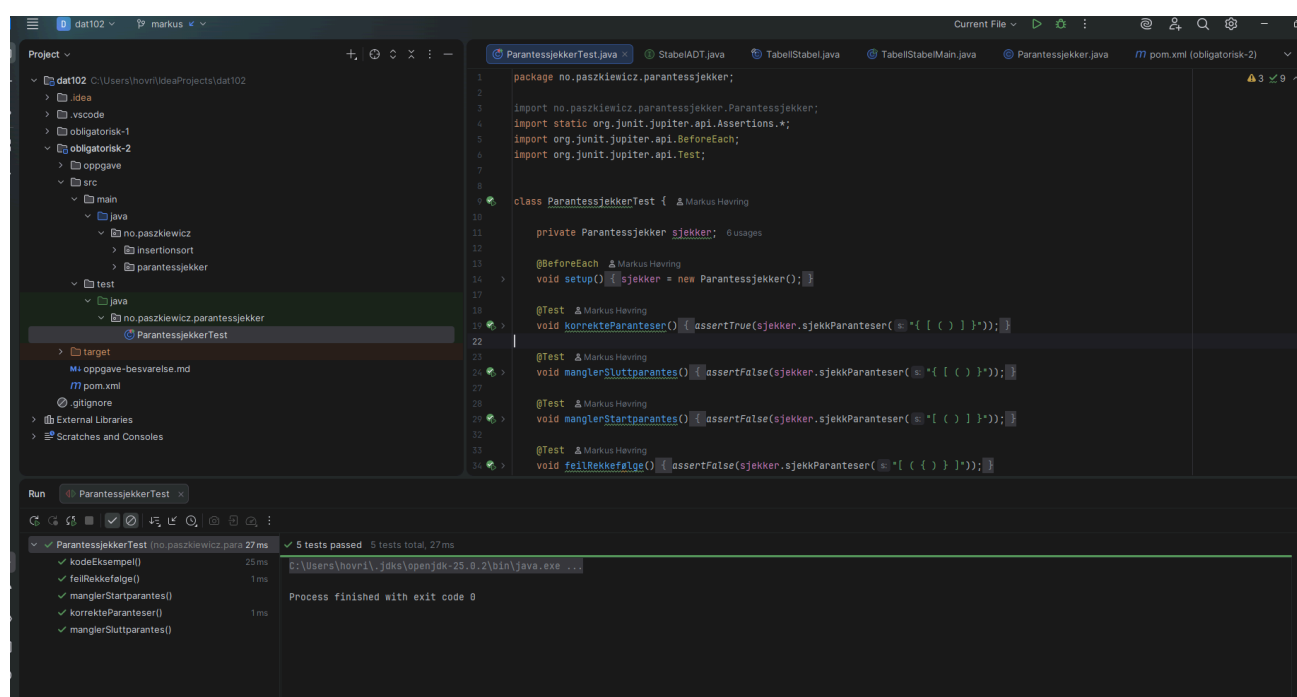 D dat102 markus Current File
Project
ParantessjekkerTest.java StabelADT.java TabellStabel.java TabellStabelMain.java Parantessjekker.java pom.xml (obligatorisk-2)
dat102 C:\Users\hovri\IdeaProjects\dat102
.idea
.vscode
obligatorisk-1
obligatorisk-2
oppgave
src
main
java
no.paszkiewicz
insertionsort
parantessjekker
test
java
no.paszkiewicz.parantessjekker
ParantessjekkerTest
target
M↓ oppgave-besvarelse.md
m pom.xml
.gitignore
External Libraries
Scratches and Consoles
3 9
1 package no.paszkiewicz.parantessjekker;
2
3 import no.paszkiewicz.parantessjekker.Parantessjekker;
4 import static org.junit.jupiter.api.Assertions.*;
5 import org.junit.jupiter.api.BeforeEach;
6 import org.junit.jupiter.api.Test;
7
8
9 class ParantessjekkerTest { Markus Høvring
10
11 private Parantessjekker sjekker; 6 usages
12
13 @BeforeEach Markus Høvring
14 void setup() { sjekker = new Parantessjekker(); }
17
18 @Test Markus Høvring
19 void korrekteParanteser() { assertTrue(sjekker.sjekkParanteser( s: "{ [ ( ) ] }")); }
22
23 @Test Markus Høvring
24 void manglerSluttparantes() { assertFalse(sjekker.sjekkParanteser( s: "{ [ ( ) }")); }
27
28 @Test Markus Høvring
29 void manglerStartparantes() { assertFalse(sjekker.sjekkParanteser( s: "[ ( ) ] }")); }
32
33 @Test Markus Høvring
34 void feilRekkefølge() { assertFalse(sjekker.sjekkParanteser( s: "[ ( { ) } ]")); }
Run ParantessjekkerTest
ParantessjekkerTest (no.paszkiewicz.para 27 ms
kodeEksempel() 25 ms
feilRekkefølge() 1 ms
manglerStartparantes()
korrekteParanteser() 1 ms
manglerSluttparantes()
5 tests passed 5 tests total, 27 ms
C:\Users\hovri\.jdks\openjdk-25.0.2\bin\java.exe ...
Process finished with exit code 0